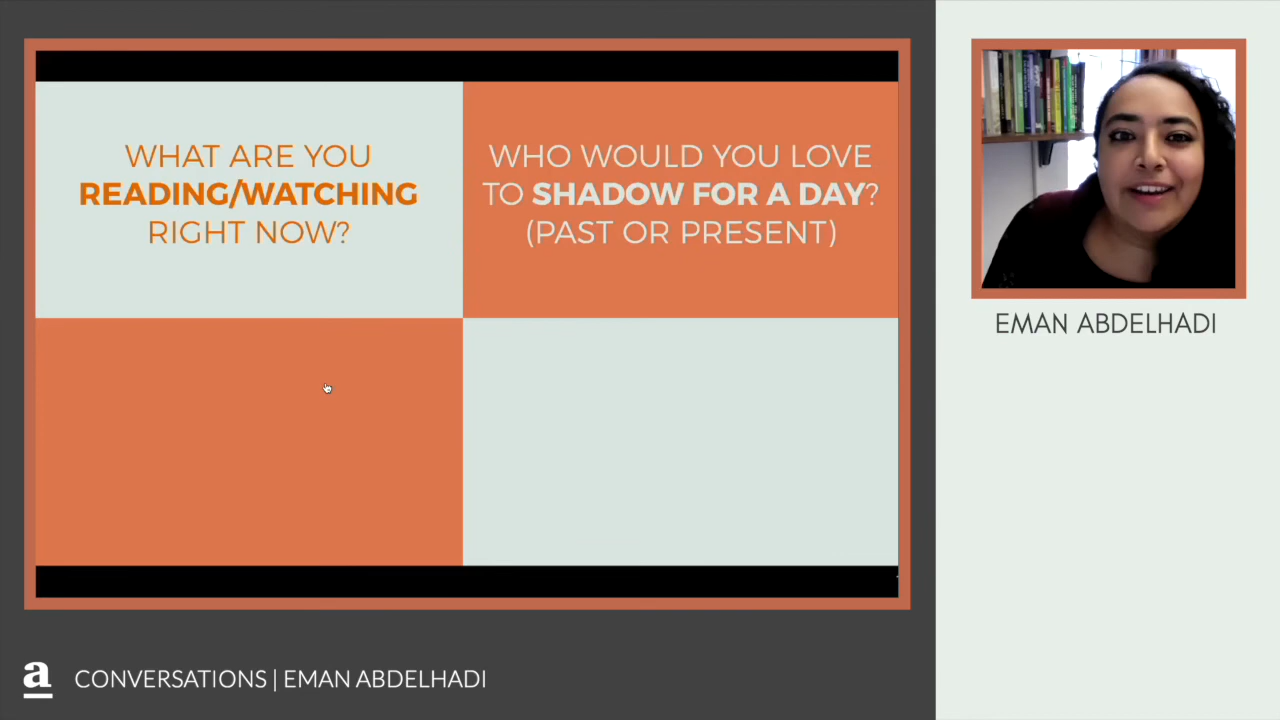 WHAT ARE YOU
READING/WATCHING
RIGHT NOW?
WHO WOULD YOU LOVE
TO SHADOW FOR A DAY?
(PAST OR PRESENT)
EMAN ABDELHADI
a
CONVERSATIONS | EMAN ABDELHADI